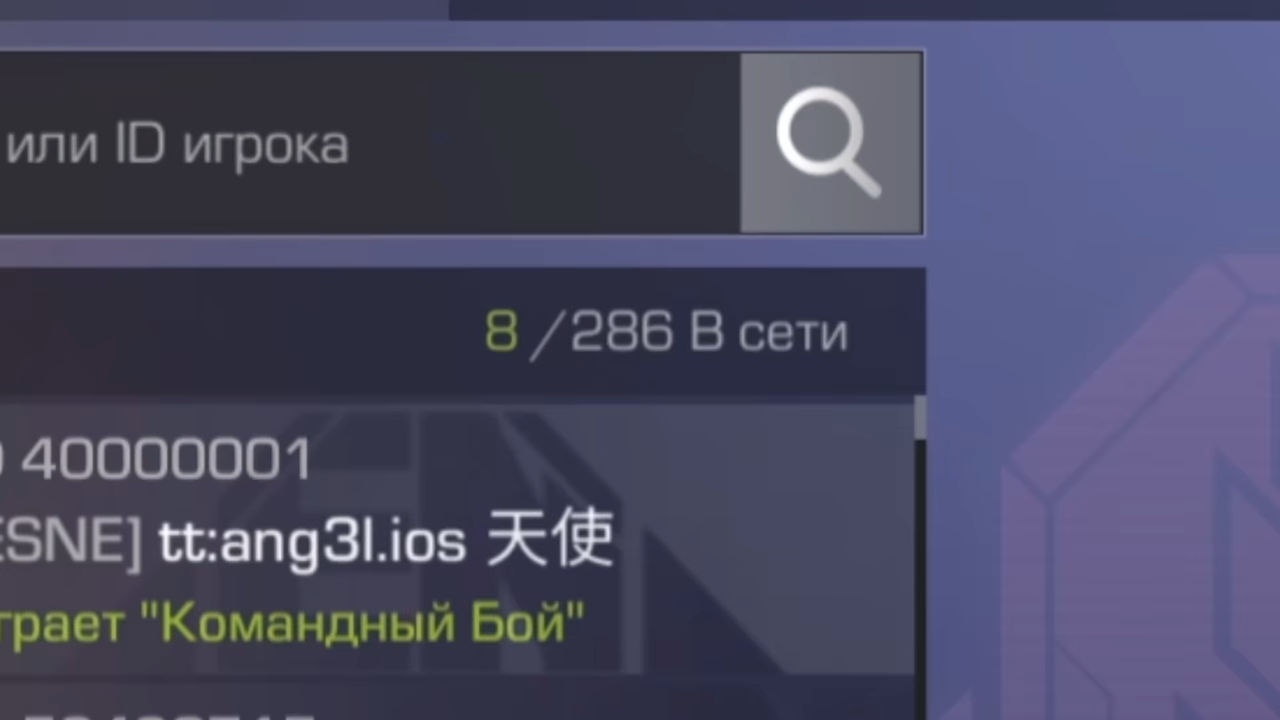 или ID игрока
8 /286 В сети
40000001
ESNE] tt:ang3l.ios 天使
грает "Командный Бой"